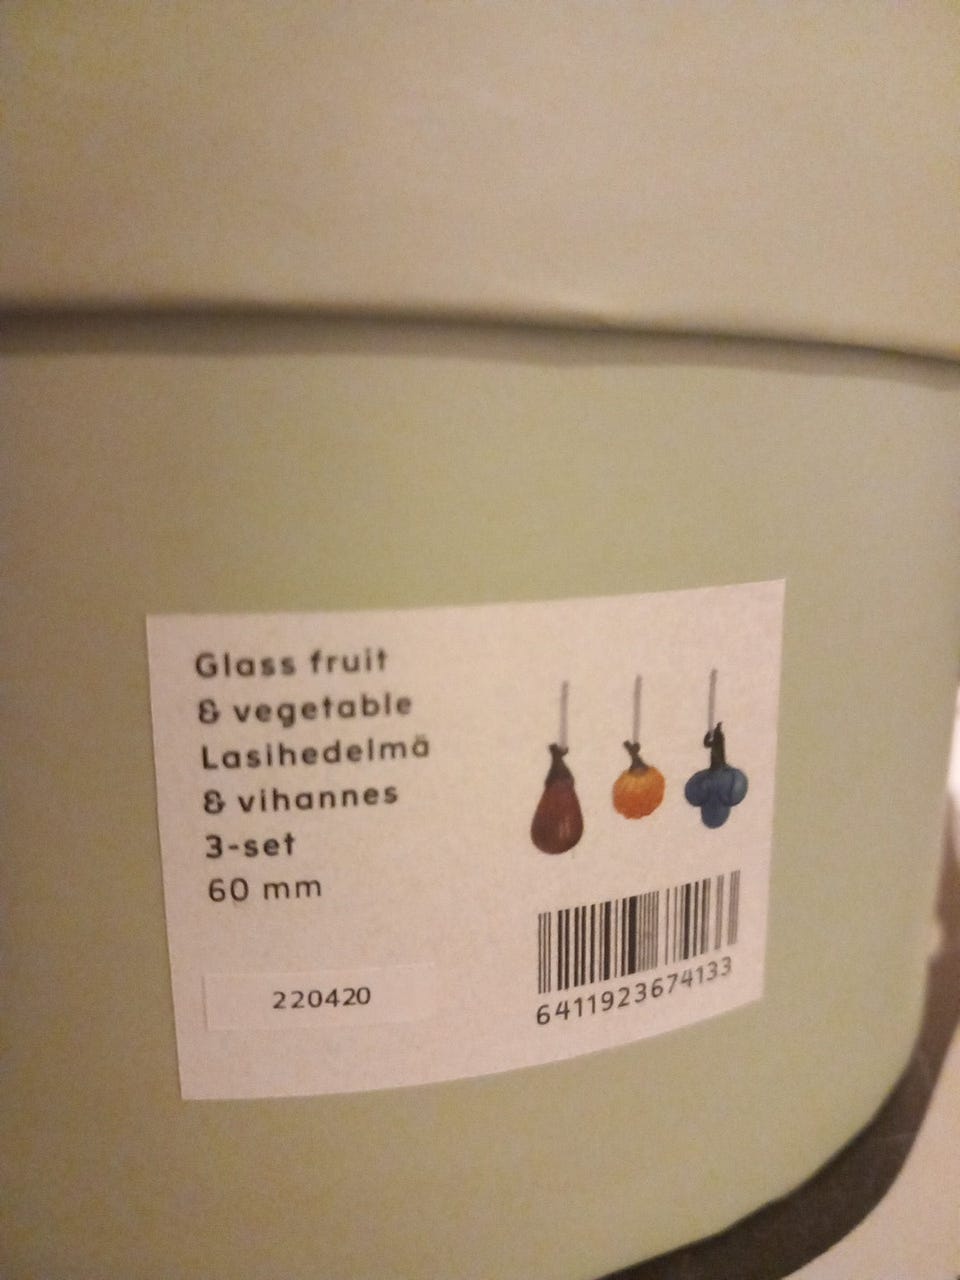 Glass fruit
& vegetable
Lasihedelmä
& vihannes
3-set
60 mm
220420
6411923674133